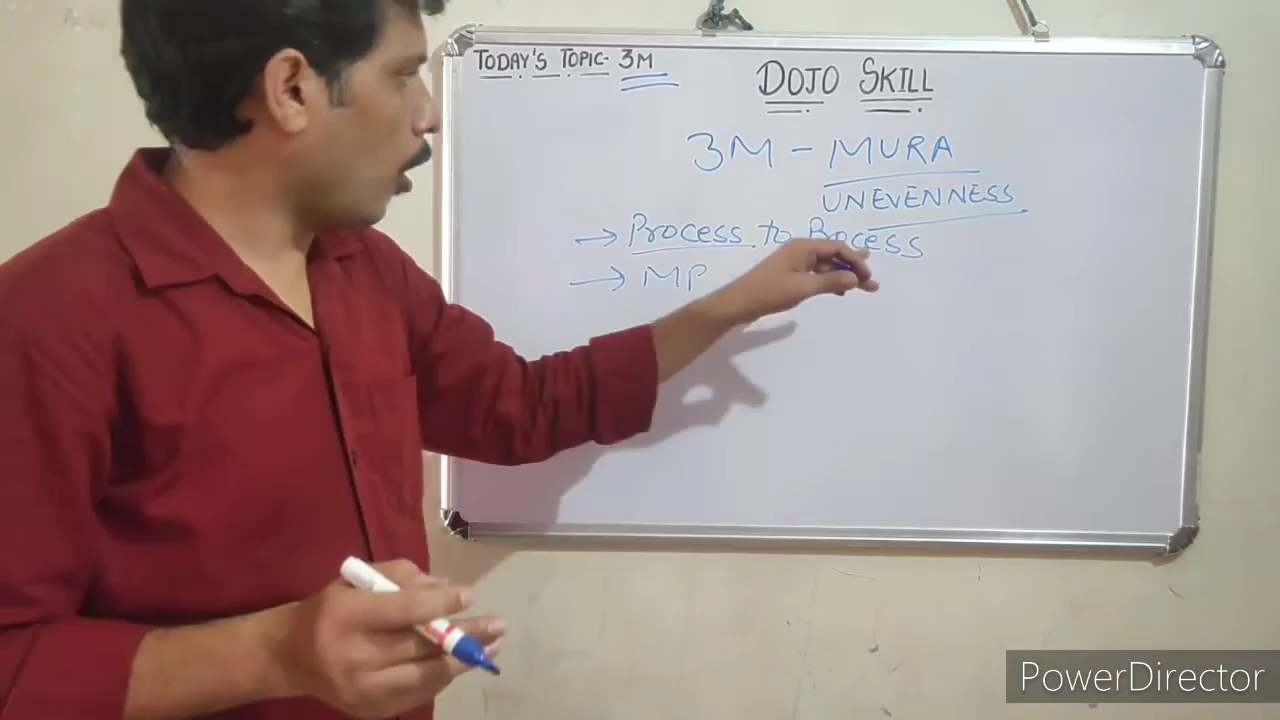 TODAY'S TOPIC- 3M
DOJO SKILL
3M - MURA
UNEVENNESS
→ Process to Process
→ MP
PowerDirector